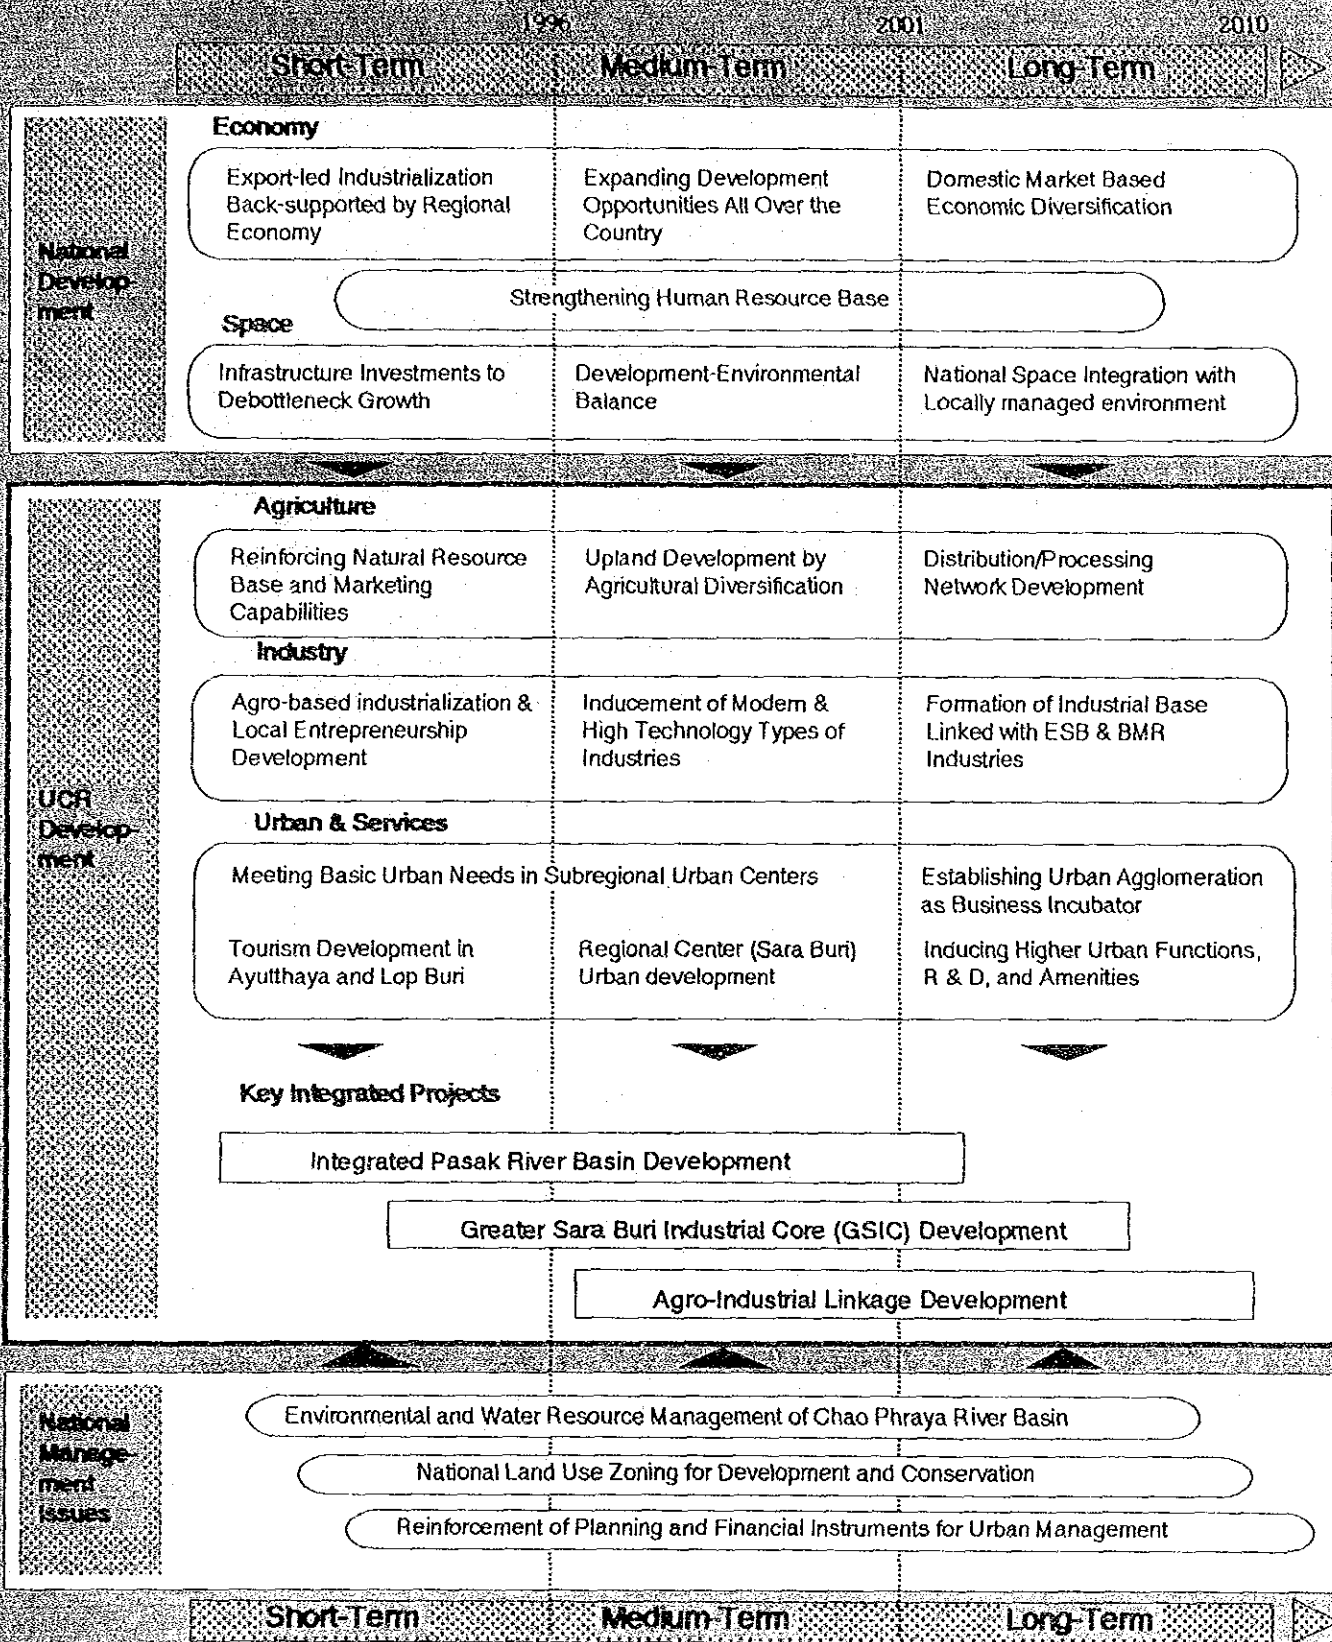 1996 2001 2010
Short-Term Medium-Term Long-Term
National
Develop-
ment
Economy
Export-led Industrialization
Back-supported by Regional
Economy
Expanding Development
Opportunities All Over the
Country
Domestic Market Based
Economic Diversification
Strengthening Human Resource Base
Space
Infrastructure Investments to
Debottleneck Growth
Development-Environmental
Balance
National Space Integration with
Locally managed environment
UCR
Develop-
ment
Agriculture
Reinforcing Natural Resource
Base and Marketing
Capabilities
Upland Development by
Agricultural Diversification
Distribution/Processing
Network Development
Industry
Agro-based industrialization &
Local Entrepreneurship
Development
Inducement of Modern &
High Technology Types of
Industries
Formation of Industrial Base
Linked with ESB & BMR
Industries
Urban & Services
Meeting Basic Urban Needs in Subregional Urban Centers
Establishing Urban Agglomeration
as Business Incubator
Tourism Development in
Ayutthaya and Lop Buri
Regional Center (Sara Buri)
Urban development
Inducing Higher Urban Functions,
R & D, and Amenities
Key Integrated Projects
Integrated Pasak River Basin Development
Greater Sara Buri Industrial Core (GSIC) Development
Agro-Industrial Linkage Development
National
Manage-
ment
Issues
Environmental and Water Resource Management of Chao Phraya River Basin
National Land Use Zoning for Development and Conservation
Reinforcement of Planning and Financial Instruments for Urban Management
Short-Term Medium-Term Long-Term